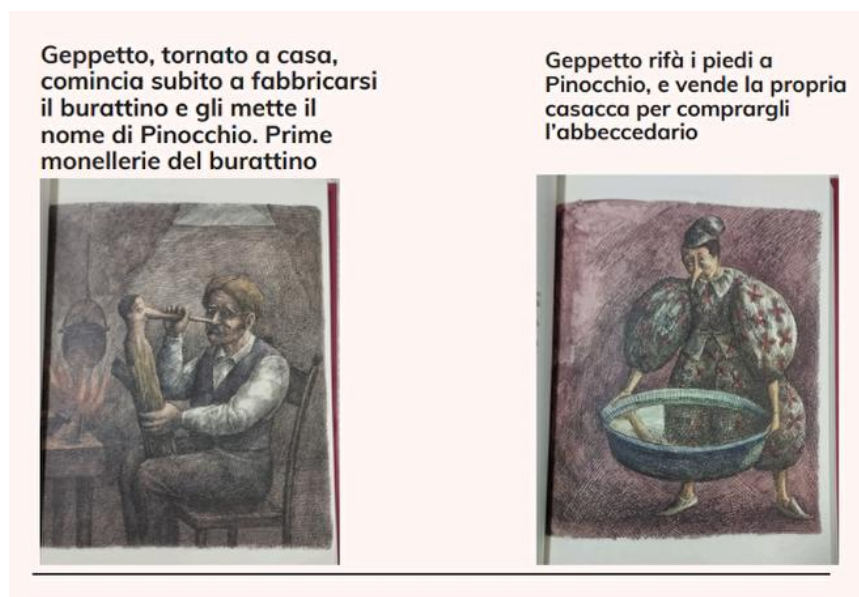 Geppetto, tornato a casa,
comincia subito a fabbricarsi
il burattino e gli mette il
nome di Pinocchio. Prime
monellerie del burattino
Geppetto rifà i piedi a
Pinocchio, e vende la propria
casacca per comprargli
l'abbeccedario